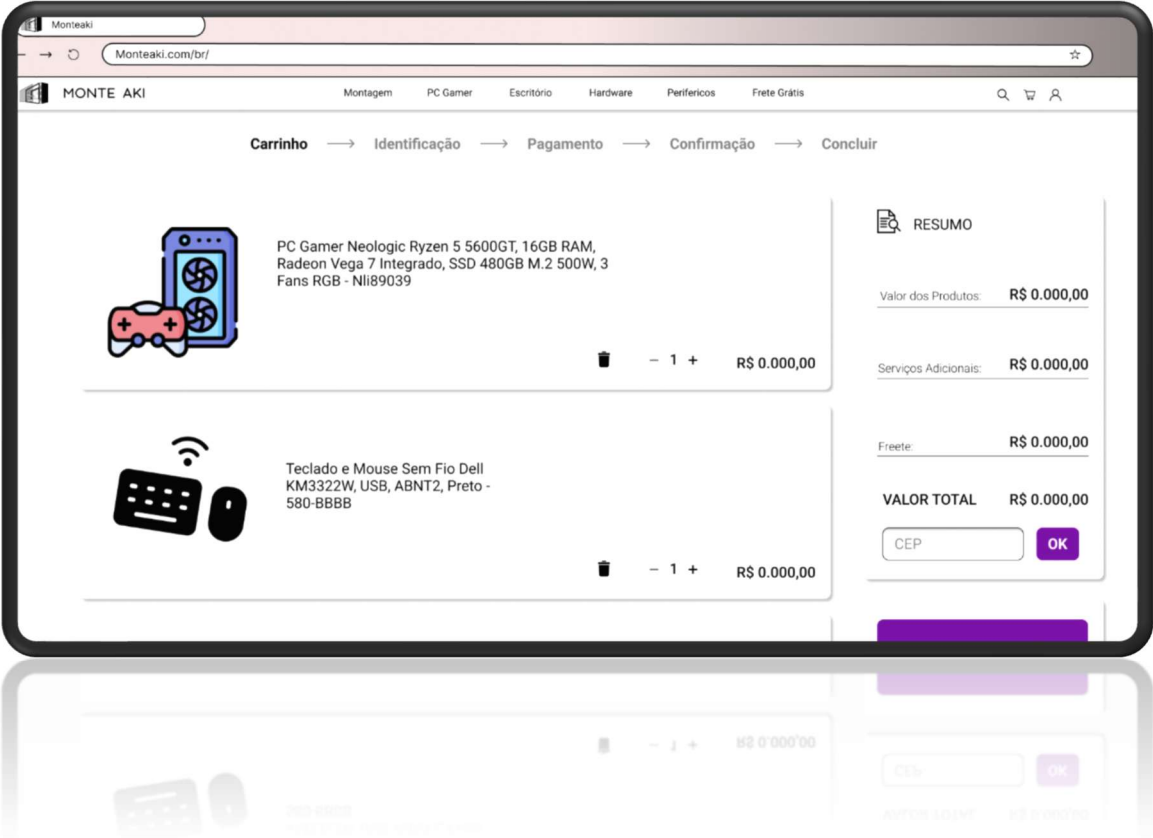 Monteaki
Monteaki.com/br/
MONTE AKI
Montagem
PC Gamer
Escritório
Hardware
Perifericos
Frete Grátis
Carrinho
Identificação
Pagamento
Confirmação
Concluir
PC Gamer Neologic Ryzen 5 5600GT, 16GB RAM,
Radeon Vega 7 Integrado, SSD 480GB M.2 500W, 3
Fans RGB - Nli89039
− 1 +
R$ 0.000,00
Teclado e Mouse Sem Fio Dell
KM3322W, USB, ABNT2, Preto -
580-BBBB
− 1 +
R$ 0.000,00
RESUMO
Valor dos Produtos: R$ 0.000,00
Serviços Adicionais: R$ 0.000,00
Freete: R$ 0.000,00
VALOR TOTAL R$ 0.000,00
CEP
OK